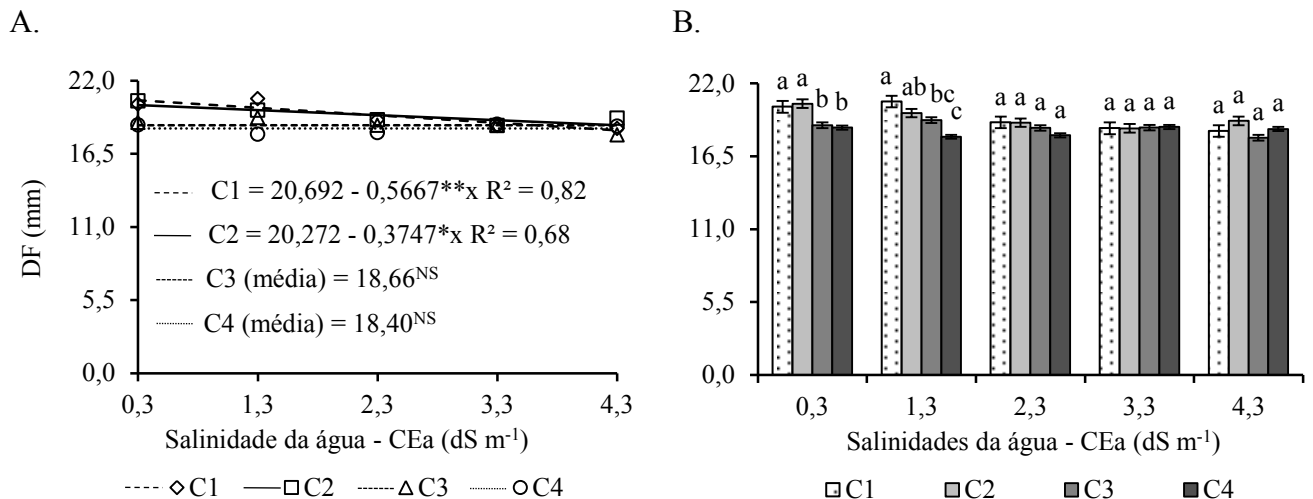 A.
22,0
16,5
11,0
5,5
0,0
DF (mm)
C1 = 20,692 - 0,5667**x R² = 0,82
C2 = 20,272 - 0,3747*x R² = 0,68
C3 (média) = 18,66NS
C4 (média) = 18,40NS
0,3 1,3 2,3 3,3 4,3
Salinidade da água - CEa (dS m-1)
C1 C2 C3 C4
B.
22,0
16,5
11,0
5,5
0,0
a a b b
a ab bc c
a a a a
a a a a
a a a a
0,3 1,3 2,3 3,3 4,3
Salinidades da água - CEa (dS m-1)
C1 C2 C3 C4